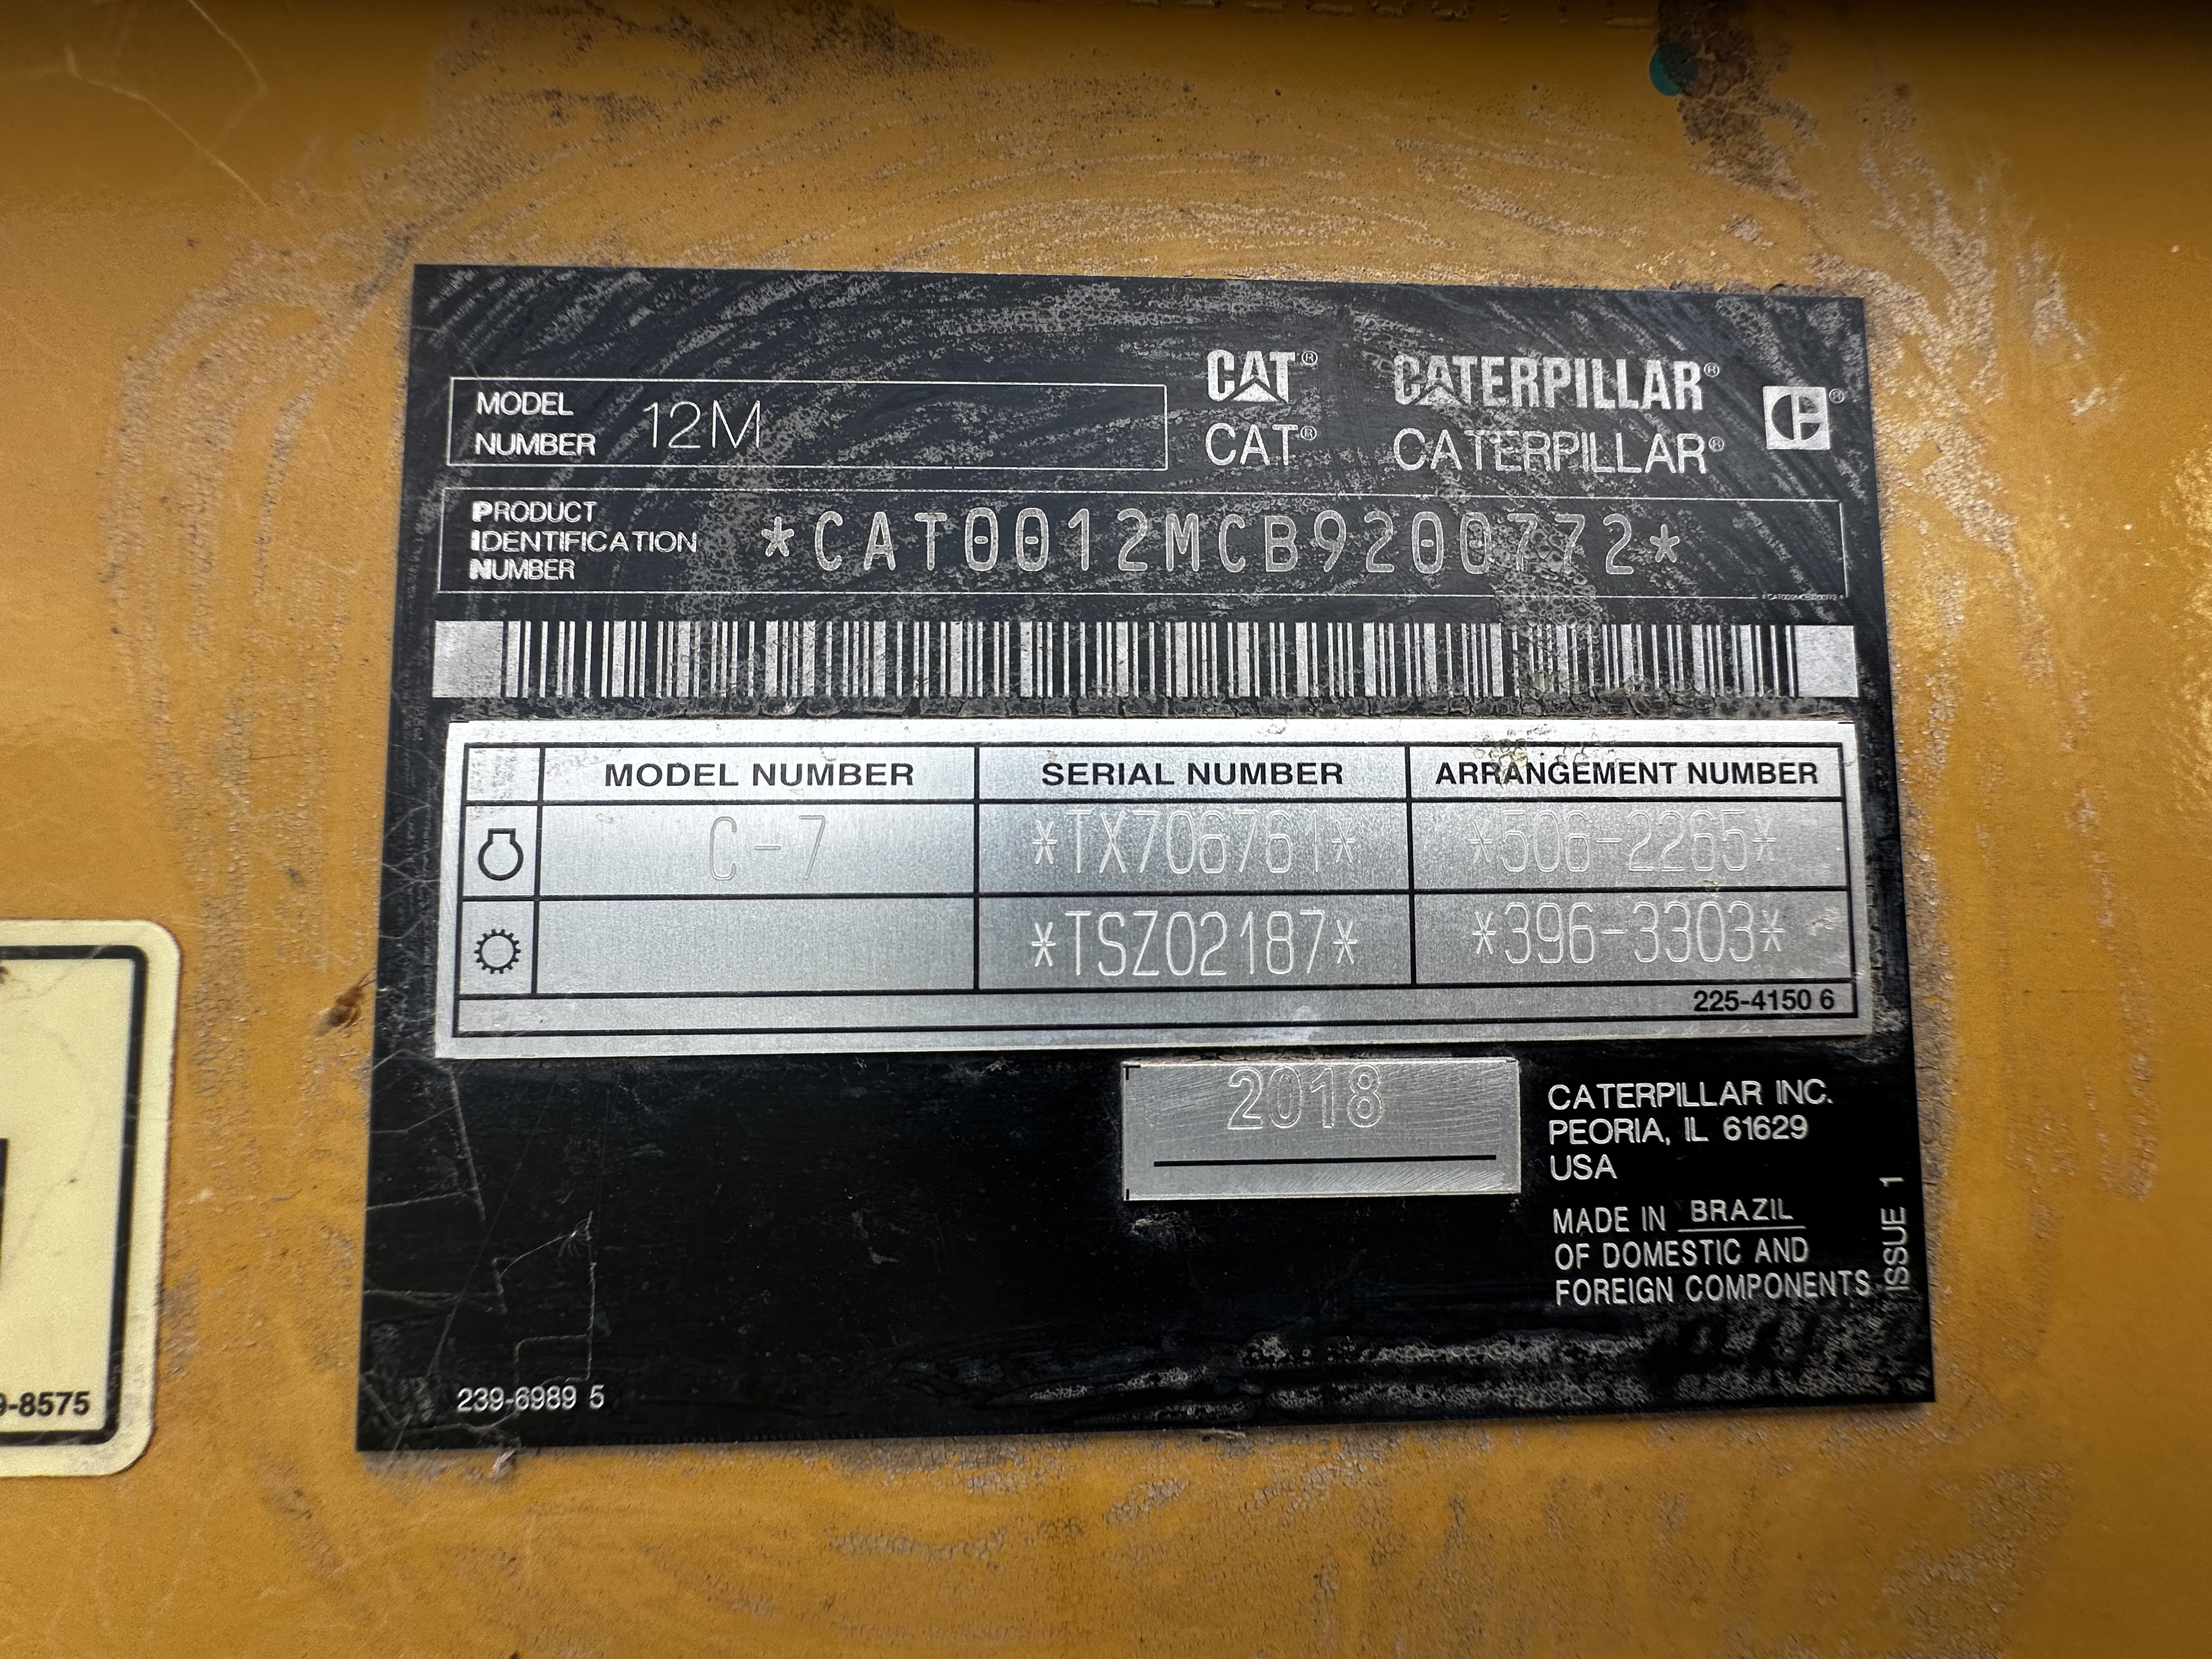 MODEL NUMBER 12M
CAT® CATERPILLAR®
CAT® CATERPILLAR®
PRODUCT
IDENTIFICATION
NUMBER
*CAT0012MCB9200772*
MODEL NUMBER SERIAL NUMBER ARRANGEMENT NUMBER
C-7 *TX706761* *506-2265*
*TSZ02187* *396-3303*
225-4150 6
2018
CATERPILLAR INC.
PEORIA, IL 61629
USA
MADE IN BRAZIL
OF DOMESTIC AND
FOREIGN COMPONENTS
ISSUE 1
239-6989 5
9-8575